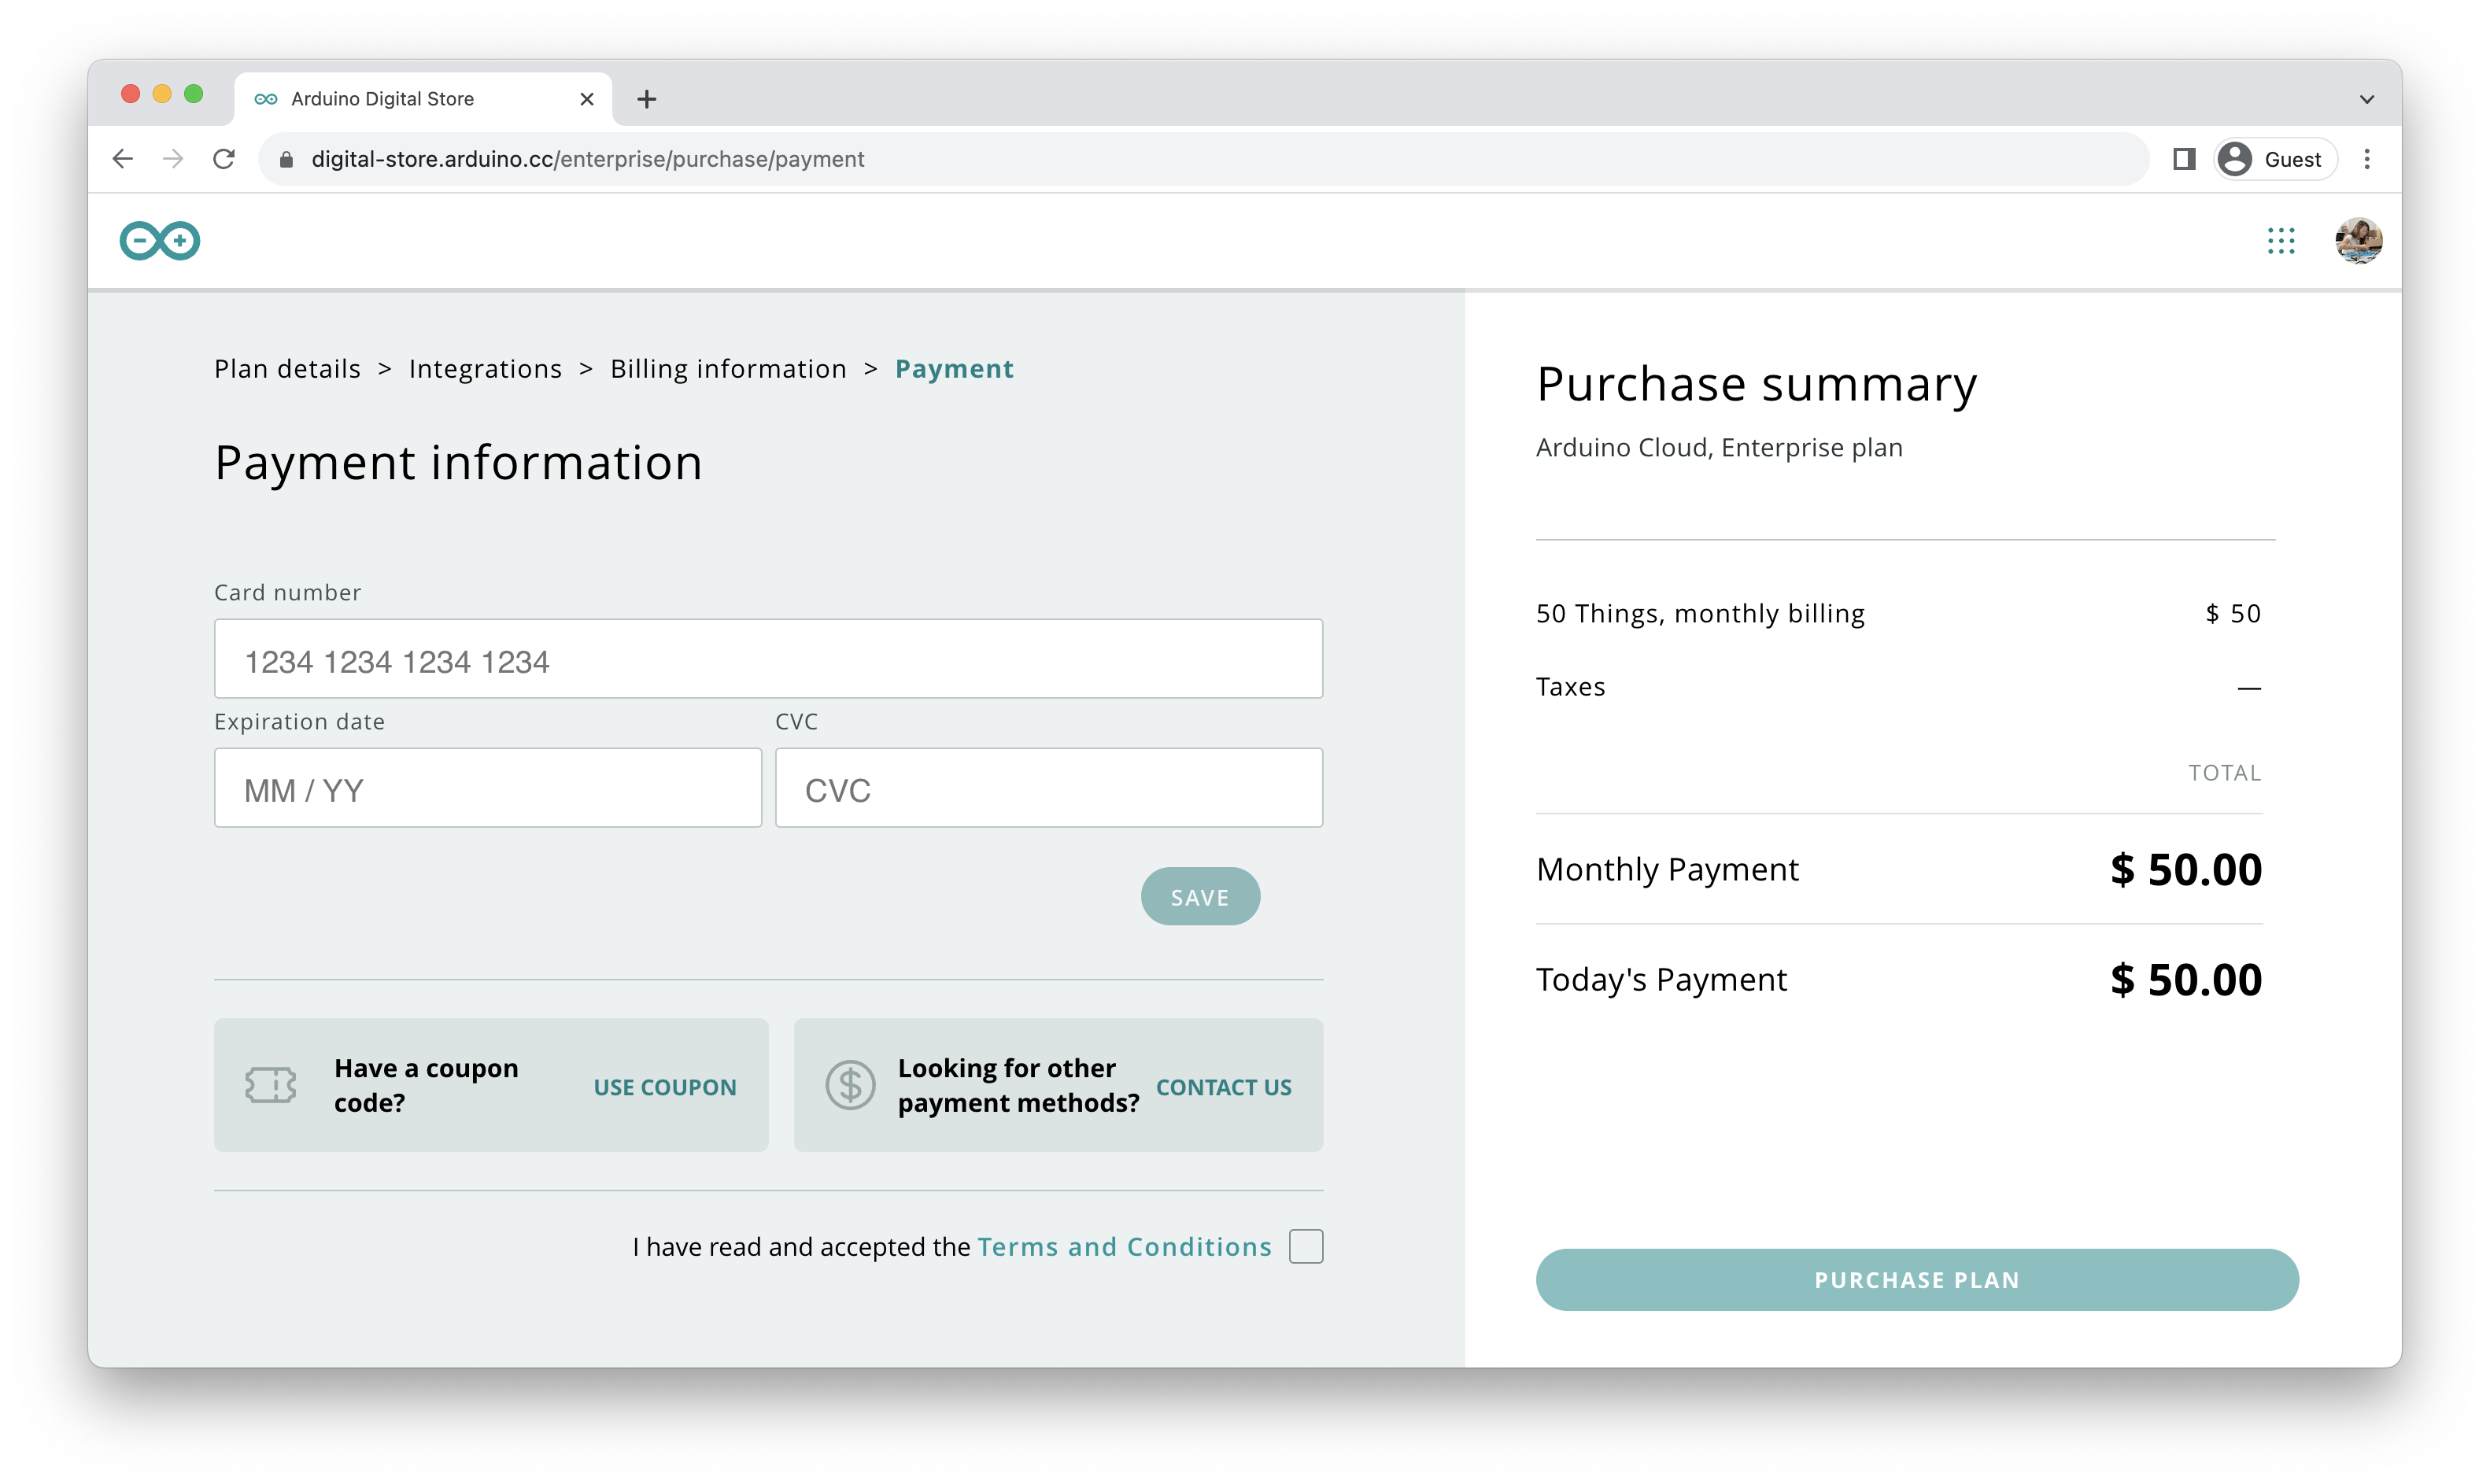 Arduino Digital Store
digital-store.arduino.cc/enterprise/purchase/payment
Guest
Plan details > Integrations > Billing information > Payment
Payment information
Card number
1234 1234 1234 1234
Expiration date
CVC
MM / YY
CVC
SAVE
Have a coupon
code?
USE COUPON
Looking for other
payment methods?
CONTACT US
I have read and accepted the Terms and Conditions
Purchase summary
Arduino Cloud, Enterprise plan
50 Things, monthly billing $ 50
Taxes —
TOTAL
Monthly Payment $ 50.00
Today's Payment $ 50.00
PURCHASE PLAN